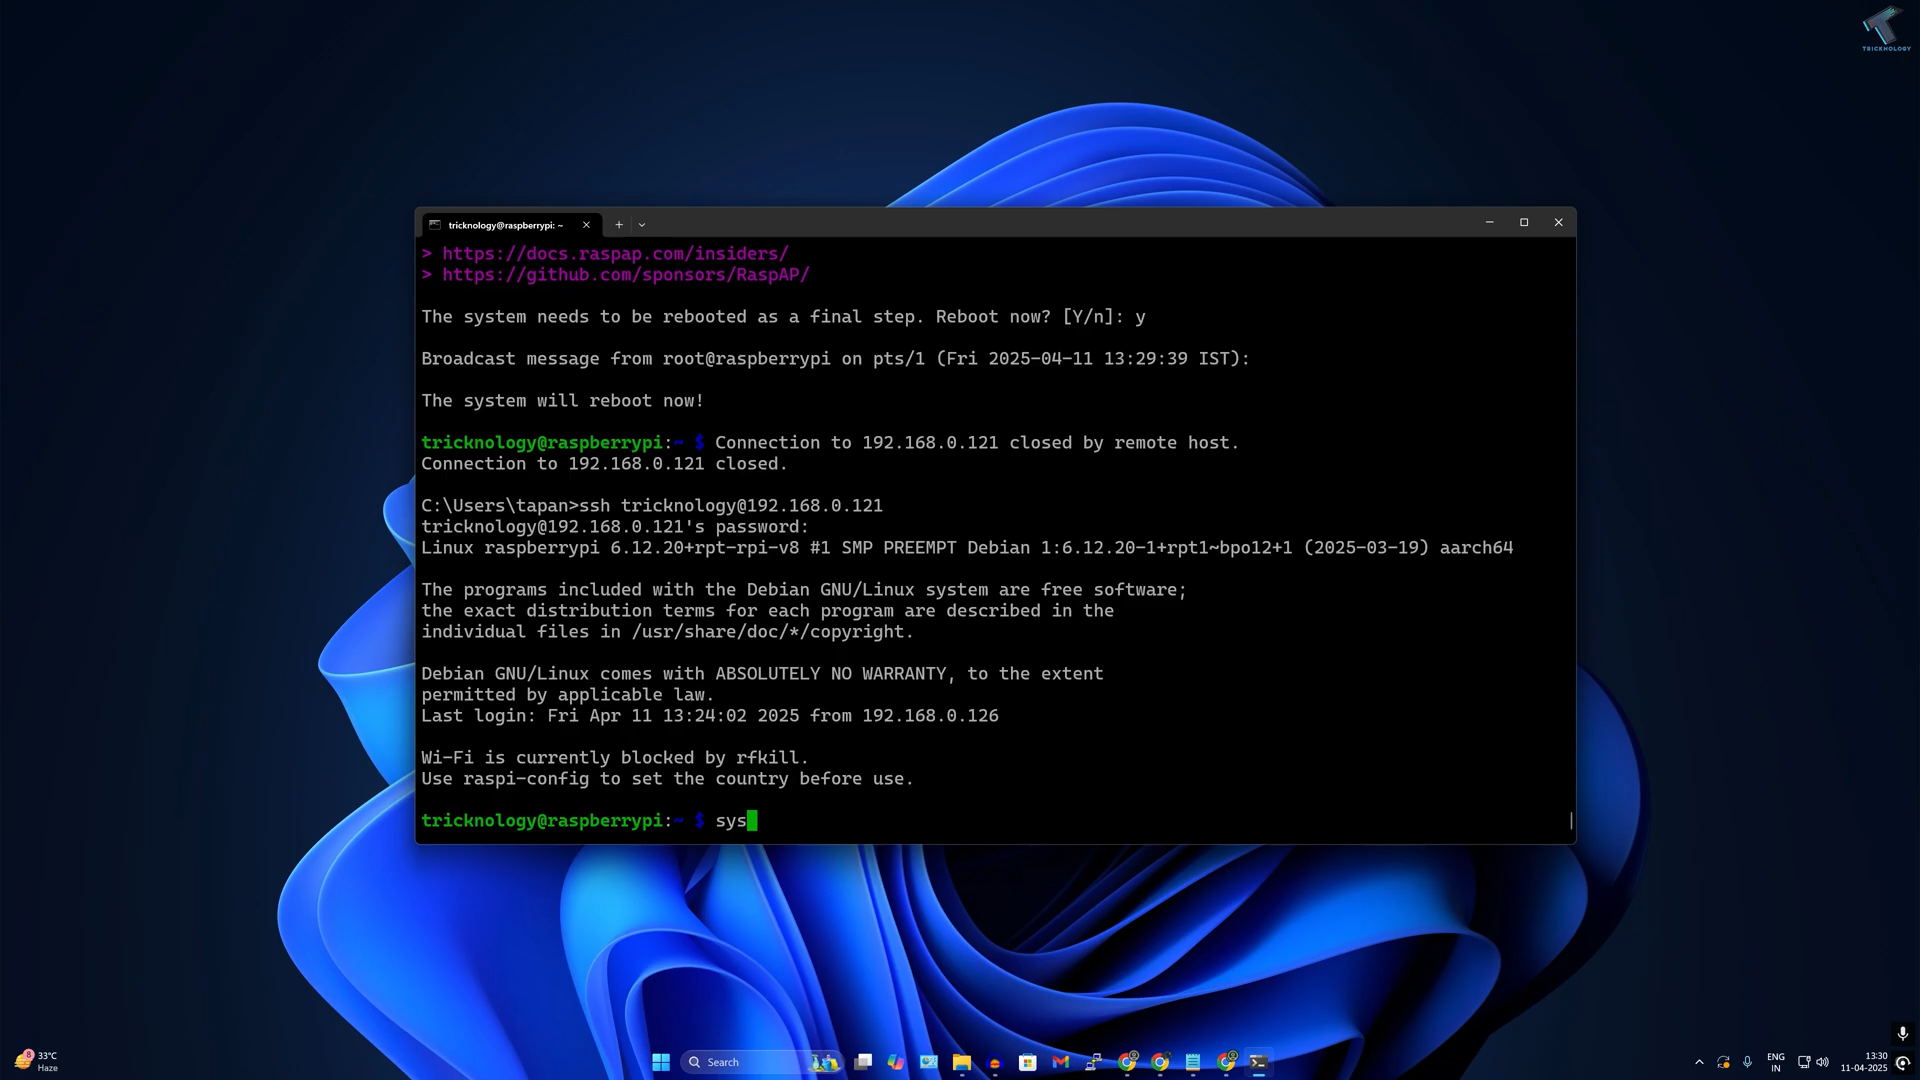 TRICKNOLOGY
tricknology@raspberrypi: ~
> https://docs.raspap.com/insiders/
> https://github.com/sponsors/RaspAP/
The system needs to be rebooted as a final step. Reboot now? [Y/n]: y
Broadcast message from root@raspberrypi on pts/1 (Fri 2025-04-11 13:29:39 IST):
The system will reboot now!
tricknology@raspberrypi:~ $ Connection to 192.168.0.121 closed by remote host.
Connection to 192.168.0.121 closed.
C:\Users\tapan>ssh tricknology@192.168.0.121
tricknology@192.168.0.121's password:
Linux raspberrypi 6.12.20+rpt-rpi-v8 #1 SMP PREEMPT Debian 1:6.12.20-1+rpt1~bpo12+1 (2025-03-19) aarch64
The programs included with the Debian GNU/Linux system are free software;
the exact distribution terms for each program are described in the
individual files in /usr/share/doc/*/copyright.
Debian GNU/Linux comes with ABSOLUTELY NO WARRANTY, to the extent
permitted by applicable law.
Last login: Fri Apr 11 13:24:02 2025 from 192.168.0.126
Wi-Fi is currently blocked by rfkill.
Use raspi-config to set the country before use.
tricknology@raspberrypi:~ $ sys
8
33°C
Haze
Search
ENG
IN
13:30
11-04-2025